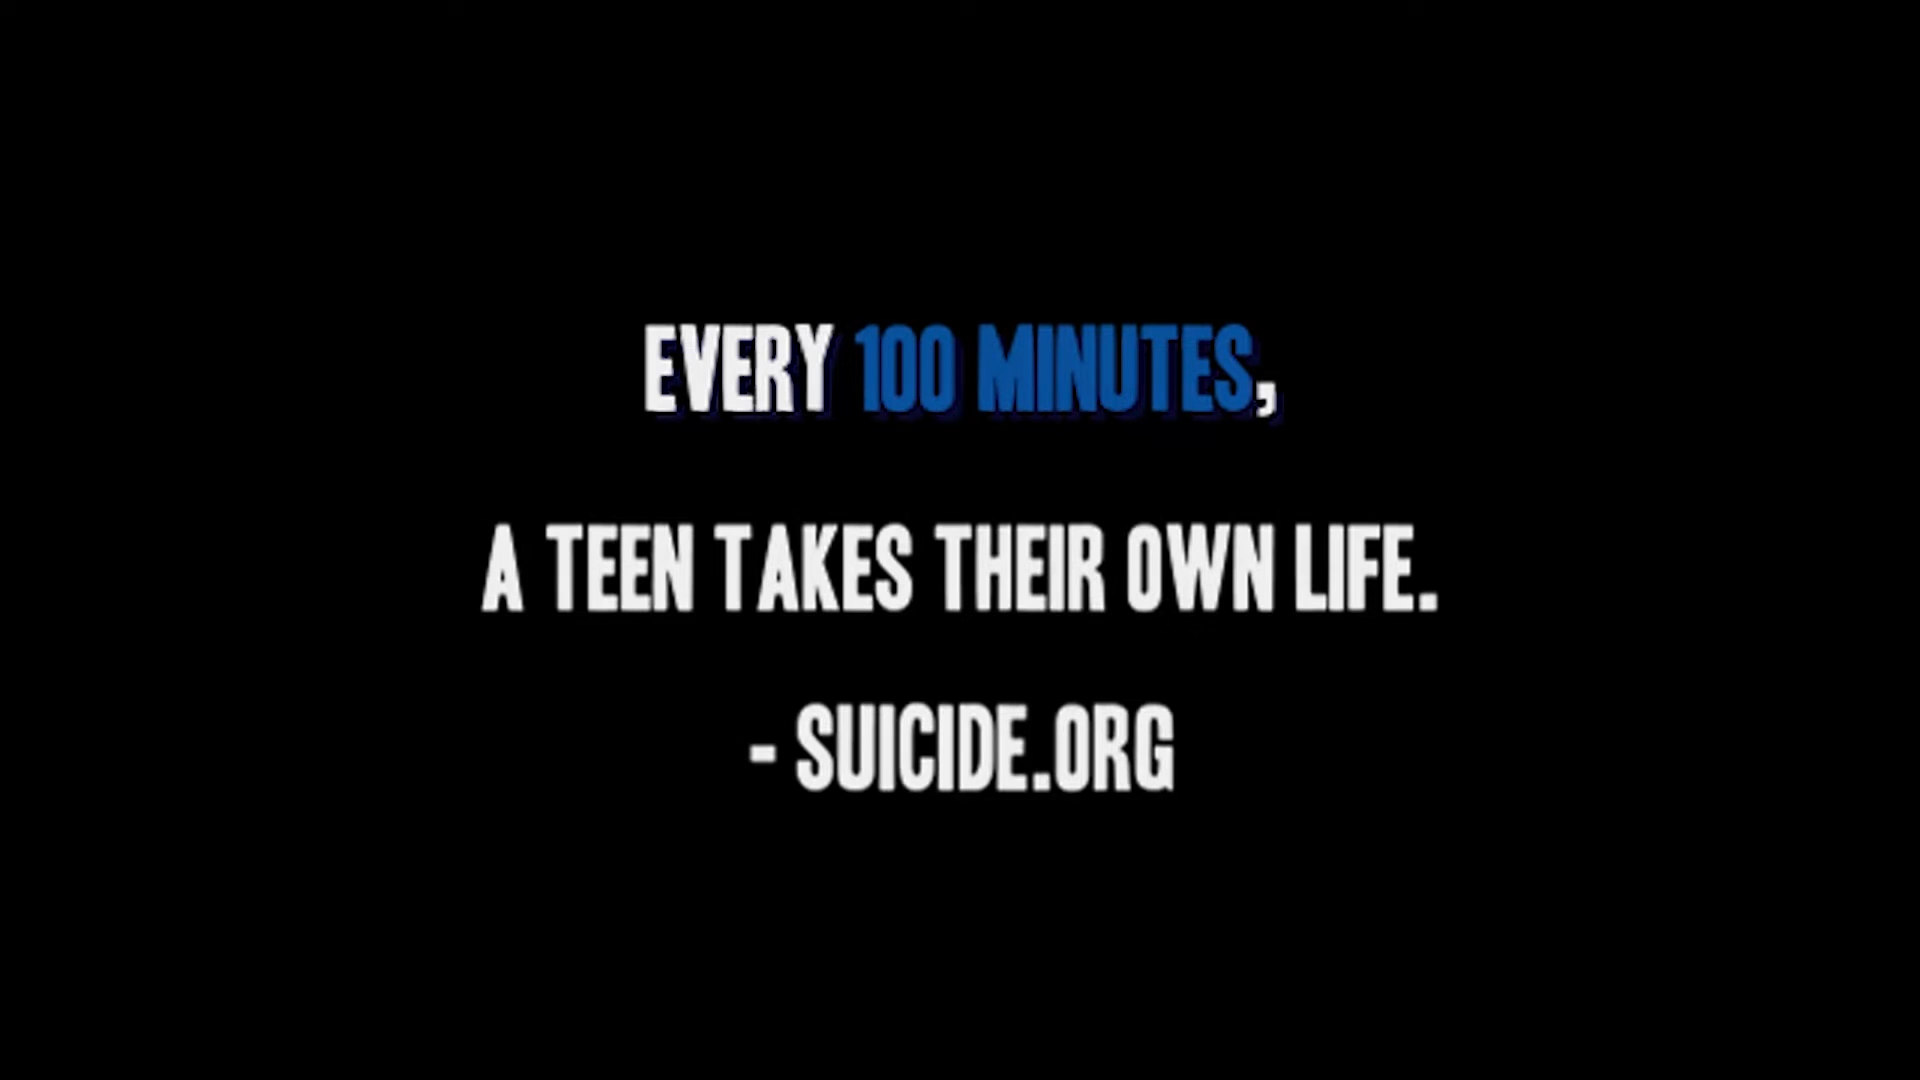 EVERY 100 MINUTES,
A TEEN TAKES THEIR OWN LIFE.
- SUICIDE.ORG